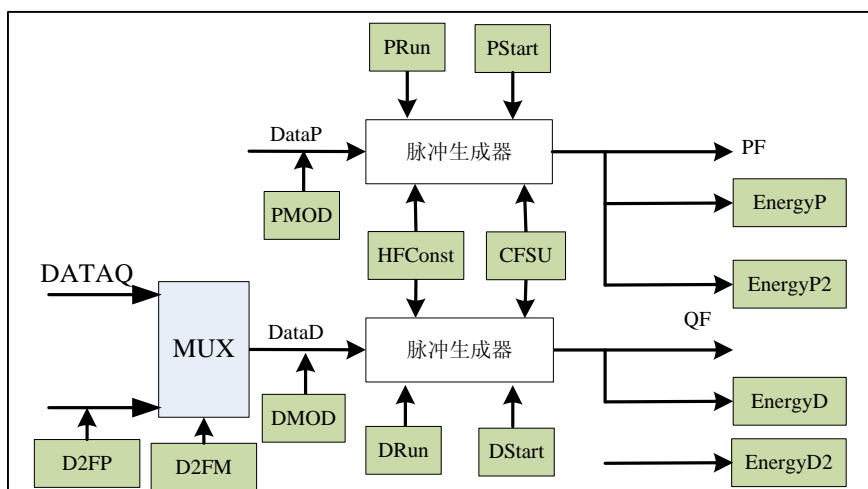 PRun
PStart
DataP
脉冲生成器
PF
PMOD
EnergyP
HFConst
CFSU
DATAQ
EnergyP2
MUX
DataD
脉冲生成器
QF
DMOD
EnergyD
D2FP
D2FM
DRun
DStart
EnergyD2